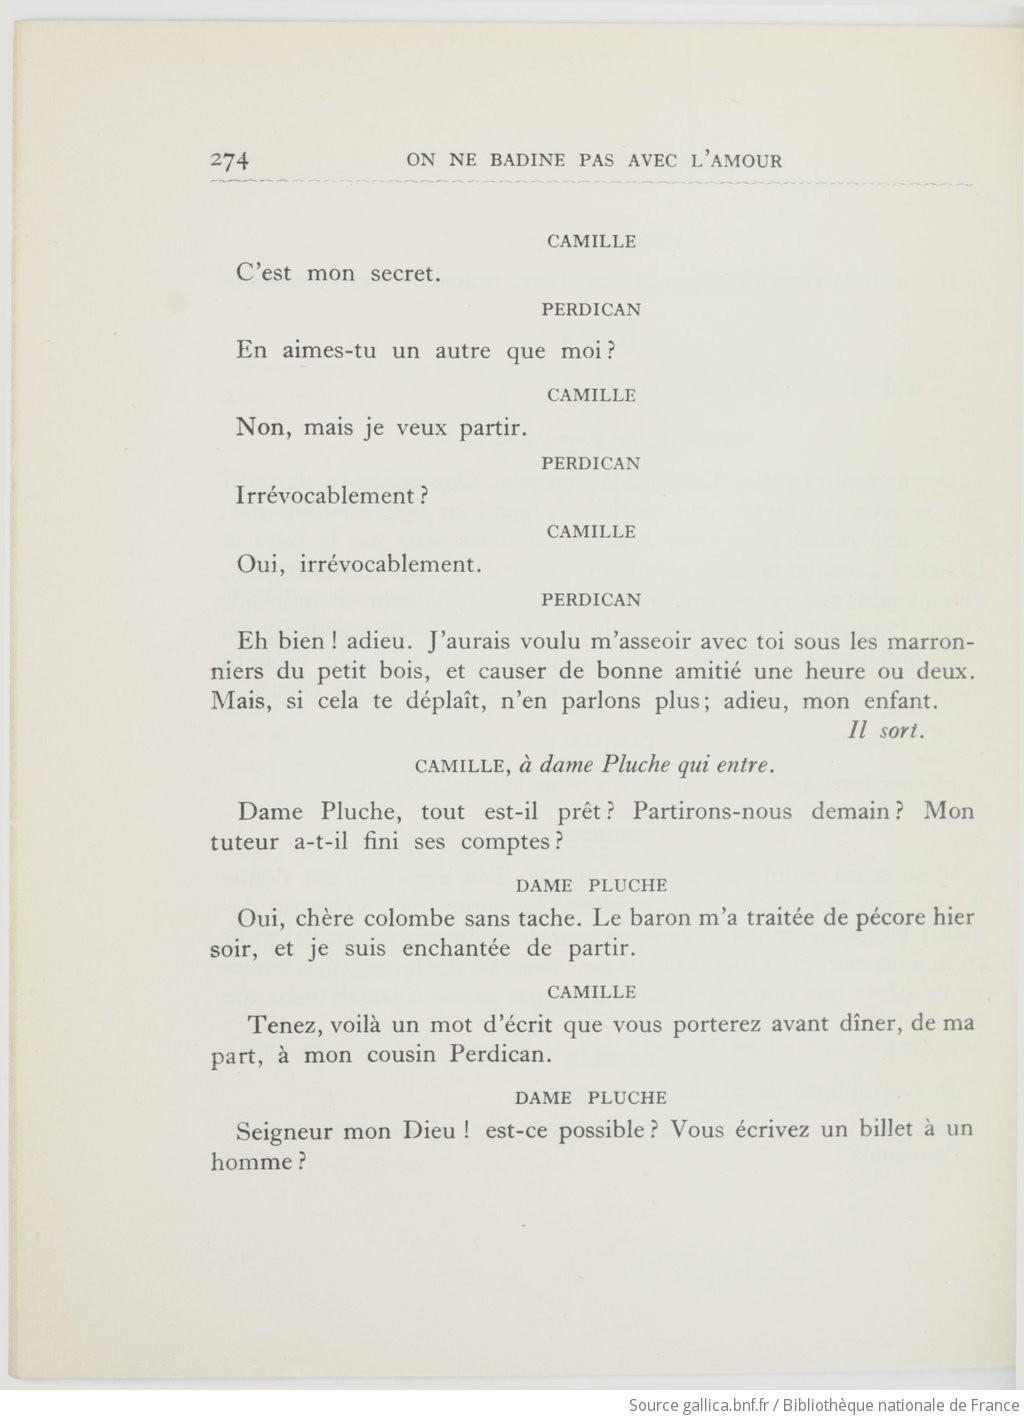 274 ON NE BADINE PAS AVEC L'AMOUR
CAMILLE
C'est mon secret.
PERDICAN
En aimes-tu un autre que moi ?
CAMILLE
Non, mais je veux partir.
PERDICAN
Irrévocablement ?
CAMILLE
Oui, irrévocablement.
PERDICAN
Eh bien ! adieu. J'aurais voulu m'asseoir avec toi sous les marron-
niers du petit bois, et causer de bonne amitié une heure ou deux.
Mais, si cela te déplaît, n'en parlons plus ; adieu, mon enfant.
Il sort.
CAMILLE, à dame Pluche qui entre.
Dame Pluche, tout est-il prêt ? Partirons-nous demain ? Mon
tuteur a-t-il fini ses comptes ?
DAME PLUCHE
Oui, chère colombe sans tache. Le baron m'a traitée de pécore hier
soir, et je suis enchantée de partir.
CAMILLE
Tenez, voilà un mot d'écrit que vous porterez avant dîner, de ma
part, à mon cousin Perdican.
DAME PLUCHE
Seigneur mon Dieu ! est-ce possible ? Vous écrivez un billet à un
homme ?
Source gallica.bnf.fr / Bibliothèque nationale de France